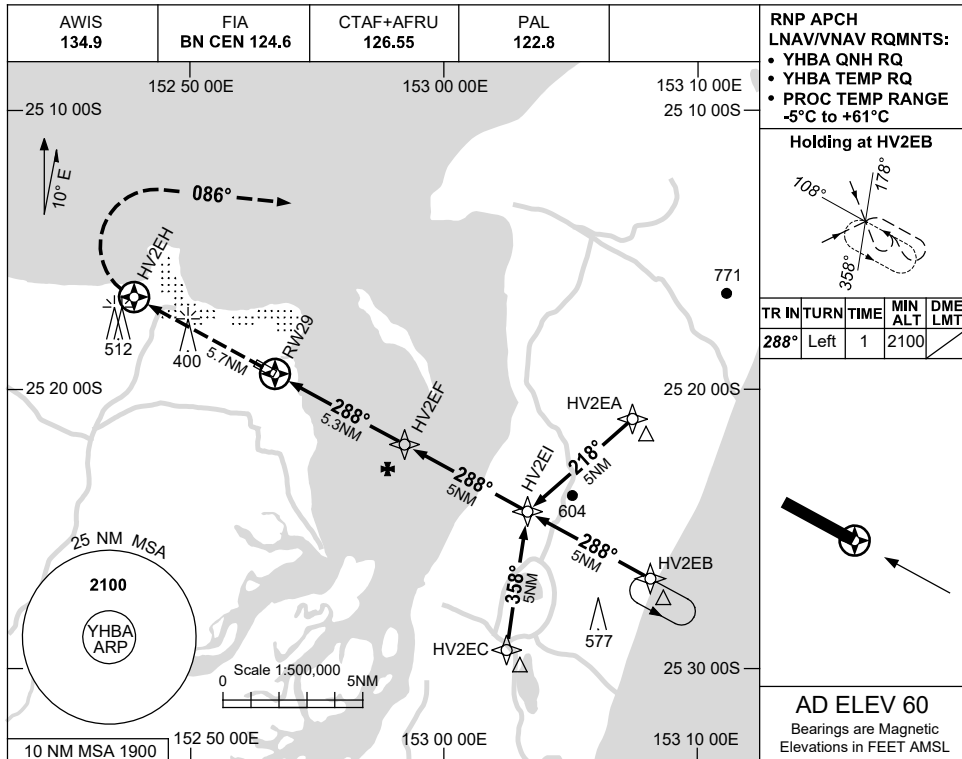 AWIS
134.9
FIA
BN CEN 124.6
CTAF+AFRU
126.55
PAL
122.8
RNP APCH
LNAV/VNAV RQMNTS:
• YHBA QNH RQ
• YHBA TEMP RQ
• PROC TEMP RANGE
-5°C to +61°C
152 50 00E
153 00 00E
153 10 00E
25 10 00S
25 10 00S
10° E
086°
HV2EH
512
400
5.7NM
RW29
771
25 20 00S
25 20 00S
288°
5.3NM
HV2EF
288°
5NM
HV2EI
HV2EA
218°
5NM
604
288°
5NM
HV2EB
358°
5NM
HV2EC
577
25 NM MSA
2100
YHBA
ARP
Scale 1:500,000
0
5NM
25 30 00S
25 30 00S
10 NM MSA 1900
152 50 00E
153 00 00E
153 10 00E
Holding at HV2EB
108°
178°
358°
TR IN TURN TIME MIN ALT DME LMT
288° Left 1 2100
AD ELEV 60
Bearings are Magnetic
Elevations in FEET AMSL